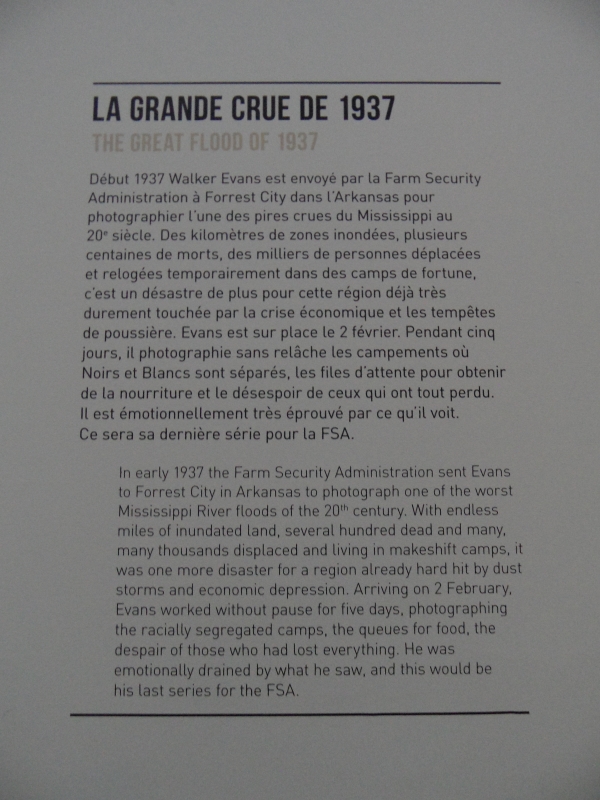 LA GRANDE CRUE DE 1937
THE GREAT FLOOD OF 1937
Début 1937 Walker Evans est envoyé par la Farm Security
Administration à Forrest City dans l'Arkansas pour
photographier l'une des pires crues du Mississippi au
20e siècle. Des kilomètres de zones inondées, plusieurs
centaines de morts, des milliers de personnes déplacées
et relogées temporairement dans des camps de fortune,
c'est un désastre de plus pour cette région déjà très
durement touchée par la crise économique et les tempêtes
de poussière. Evans est sur place le 2 février. Pendant cinq
jours, il photographie sans relâche les campements où
Noirs et Blancs sont séparés, les files d'attente pour obtenir
de la nourriture et le désespoir de ceux qui ont tout perdu.
Il est émotionnellement très éprouvé par ce qu'il voit.
Ce sera sa dernière série pour la FSA.
In early 1937 the Farm Security Administration sent Evans
to Forrest City in Arkansas to photograph one of the worst
Mississippi River floods of the 20th century. With endless
miles of inundated land, several hundred dead and many,
many thousands displaced and living in makeshift camps, it
was one more disaster for a region already hard hit by dust
storms and economic depression. Arriving on 2 February,
Evans worked without pause for five days, photographing
the racially segregated camps, the queues for food, the
despair of those who had lost everything. He was
emotionally drained by what he saw, and this would be
his last series for the FSA.